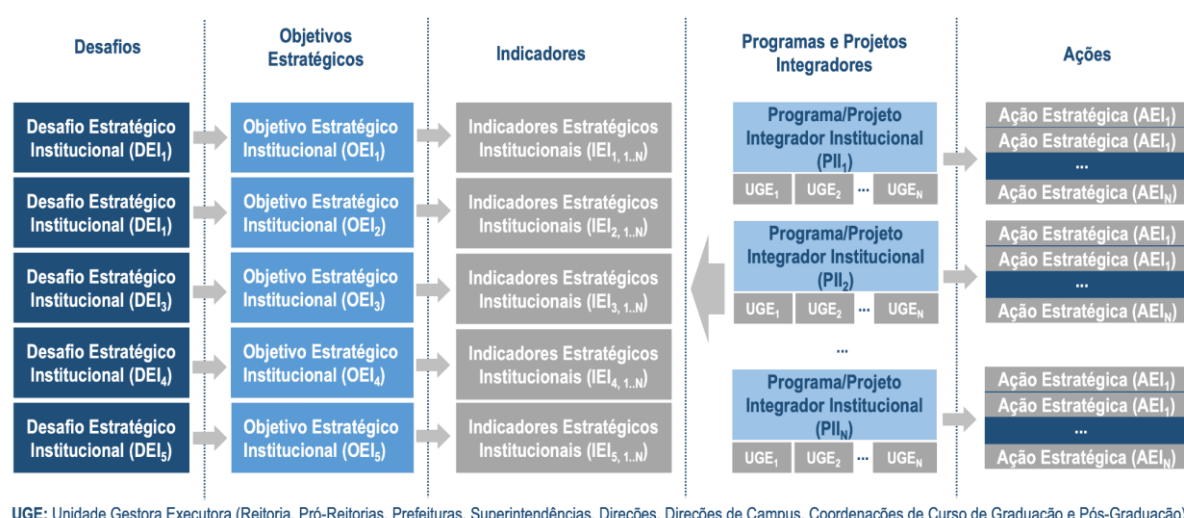 Desafios
Objetivos
Estratégicos
Indicadores
Programas e Projetos
Integradores
Ações
Desafio Estratégico
Institucional (DEI₁)
Objetivo Estratégico
Institucional (OEI₁)
Indicadores Estratégicos
Institucionais (IEI₁, ₁..N)
Desafio Estratégico
Institucional (DEI₁)
Objetivo Estratégico
Institucional (OEI₂)
Indicadores Estratégicos
Institucionais (IEI₂, ₁..N)
Desafio Estratégico
Institucional (DEI₃)
Objetivo Estratégico
Institucional (OEI₃)
Indicadores Estratégicos
Institucionais (IEI₃, ₁..N)
Desafio Estratégico
Institucional (DEI₄)
Objetivo Estratégico
Institucional (OEI₄)
Indicadores Estratégicos
Institucionais (IEI₄, ₁..N)
Desafio Estratégico
Institucional (DEI₅)
Objetivo Estratégico
Institucional (OEI₅)
Indicadores Estratégicos
Institucionais (IEI₅, ₁..N)
Programa/Projeto
Integrador Institucional
(PII₁)
UGE₁ UGE₂ ... UGEN
Ação Estratégica (AEI₁)
Ação Estratégica (AEI₁)
...
Ação Estratégica (AEIN)
Programa/Projeto
Integrador Institucional
(PII₂)
UGE₁ UGE₂ ... UGEN
Ação Estratégica (AEI₁)
Ação Estratégica (AEI₁)
...
Ação Estratégica (AEIN)
...
Programa/Projeto
Integrador Institucional
(PIIN)
UGE₁ UGE₂ ... UGEN
Ação Estratégica (AEI₁)
Ação Estratégica (AEI₁)
...
Ação Estratégica (AEIN)
UGE: Unidade Gestora Executora (Reitoria, Pró-Reitorias, Prefeituras, Superintendências, Direções, Direções de Campus, Coordenações de Curso de Graduação e Pós-Graduação)